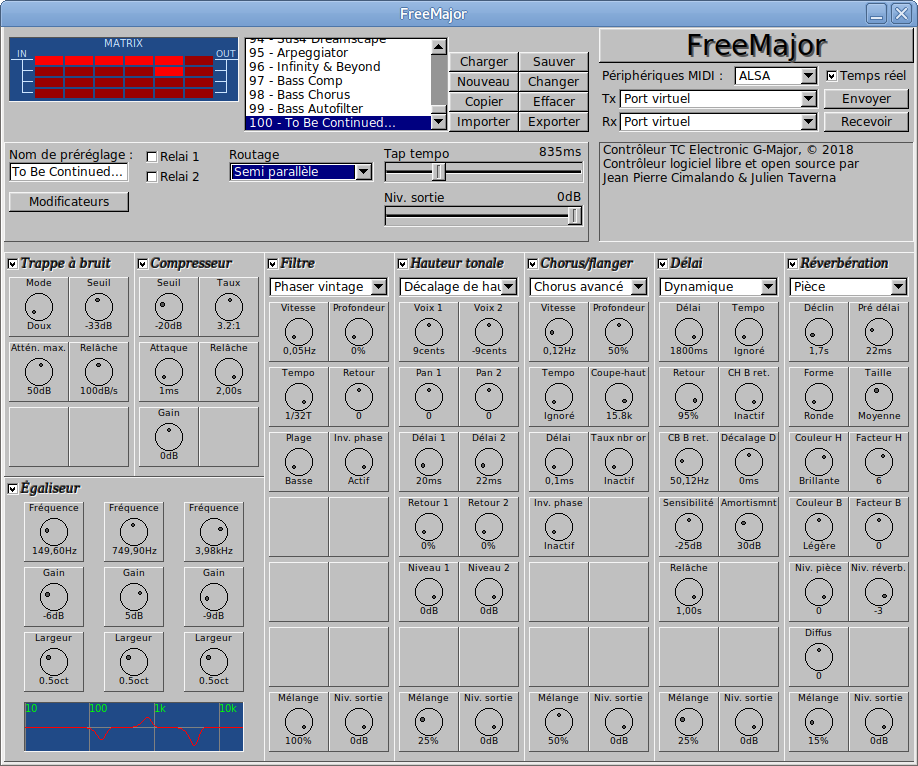 FreeMajor
MATRIX
IN
OUT
94 - Sus4 Dreamscape
95 - Arpeggiator
96 - Infinity & Beyond
97 - Bass Comp
98 - Bass Chorus
99 - Bass Autofilter
100 - To Be Continued...
Charger
Sauver
Nouveau
Changer
Copier
Effacer
Importer
Exporter
FreeMajor
Périphériques MIDI :
ALSA
Temps réel
Tx
Port virtuel
Envoyer
Rx
Port virtuel
Recevoir
Nom de préréglage :
To Be Continued...
Modificateurs
Relai 1
Relai 2
Routage
Semi parallèle
Tap tempo
835ms
Niv. sortie
0dB
Contrôleur TC Electronic G-Major, © 2018
Contrôleur logiciel libre et open source par
Jean Pierre Cimalando & Julien Taverna
Trappe à bruit
Mode
Doux
Seuil
-33dB
Attén. max.
50dB
Relâche
100dB/s
Compresseur
Seuil
-20dB
Taux
3.2:1
Attaque
1ms
Relâche
2,00s
Gain
0dB
Égaliseur
Fréquence
149,60Hz
Fréquence
749,90Hz
Fréquence
3,98kHz
Gain
-6dB
Gain
5dB
Gain
-9dB
Largeur
0.5oct
Largeur
0.5oct
Largeur
0.5oct
10
100
1k
10k
Filtre
Phaser vintage
Vitesse
0,05Hz
Profondeur
0%
Tempo
1/32T
Retour
0
Plage
Basse
Inv. phase
Actif
Mélange
100%
Niv. sortie
0dB
Hauteur tonale
Décalage de hau
Voix 1
9cents
Voix 2
-9cents
Pan 1
0
Pan 2
0
Délai 1
20ms
Délai 2
22ms
Retour 1
0%
Retour 2
0%
Niveau 1
0dB
Niveau 2
0dB
Mélange
25%
Niv. sortie
0dB
Chorus/flanger
Chorus avancé
Vitesse
0,12Hz
Profondeur
50%
Tempo
Ignoré
Coupe-haut
15.8k
Délai
0,1ms
Taux nbr or
Inactif
Inv. phase
Inactif
Mélange
50%
Niv. sortie
0dB
Délai
Dynamique
Délai
1800ms
Tempo
Ignoré
Retour
95%
CH B ret.
Inactif
CB B ret.
50,12Hz
Décalage D
0ms
Sensibilité
-25dB
Amortismnt
30dB
Relâche
1,00s
Mélange
25%
Niv. sortie
0dB
Réverbération
Pièce
Déclin
1,7s
Pré délai
22ms
Forme
Ronde
Taille
Moyenne
Couleur H
Brillante
Facteur H
6
Couleur B
Légère
Facteur B
0
Niv. pièce
0
Niv. réverb.
-3
Diffus
0
Mélange
15%
Niv. sortie
0dB